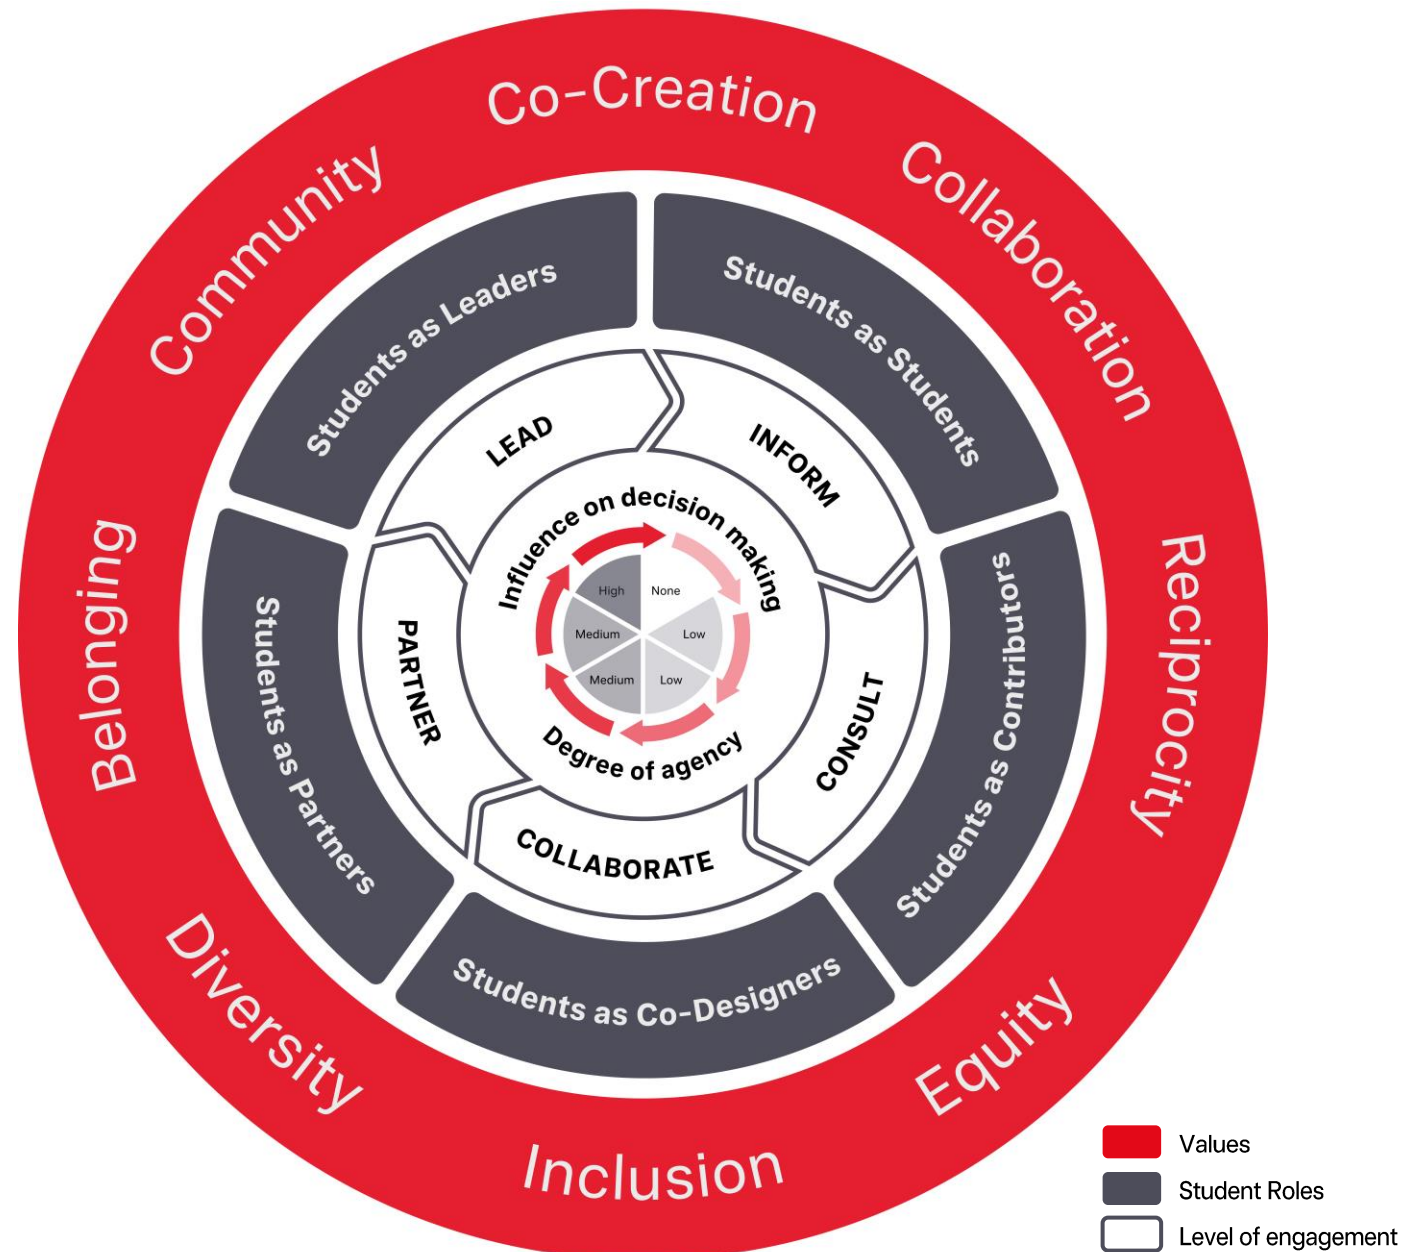 Co-Creation
Collaboration
Reciprocity
Equity
Inclusion
Diversity
Belonging
Community
Students as Students
Students as Contributors
Students as Co-Designers
Students as Partners
Students as Leaders
INFORM
CONSULT
COLLABORATE
PARTNER
LEAD
Influence on decision making
None
Low
Low
Medium
Medium
High
Degree of agency
Values
Student Roles
Level of engagement